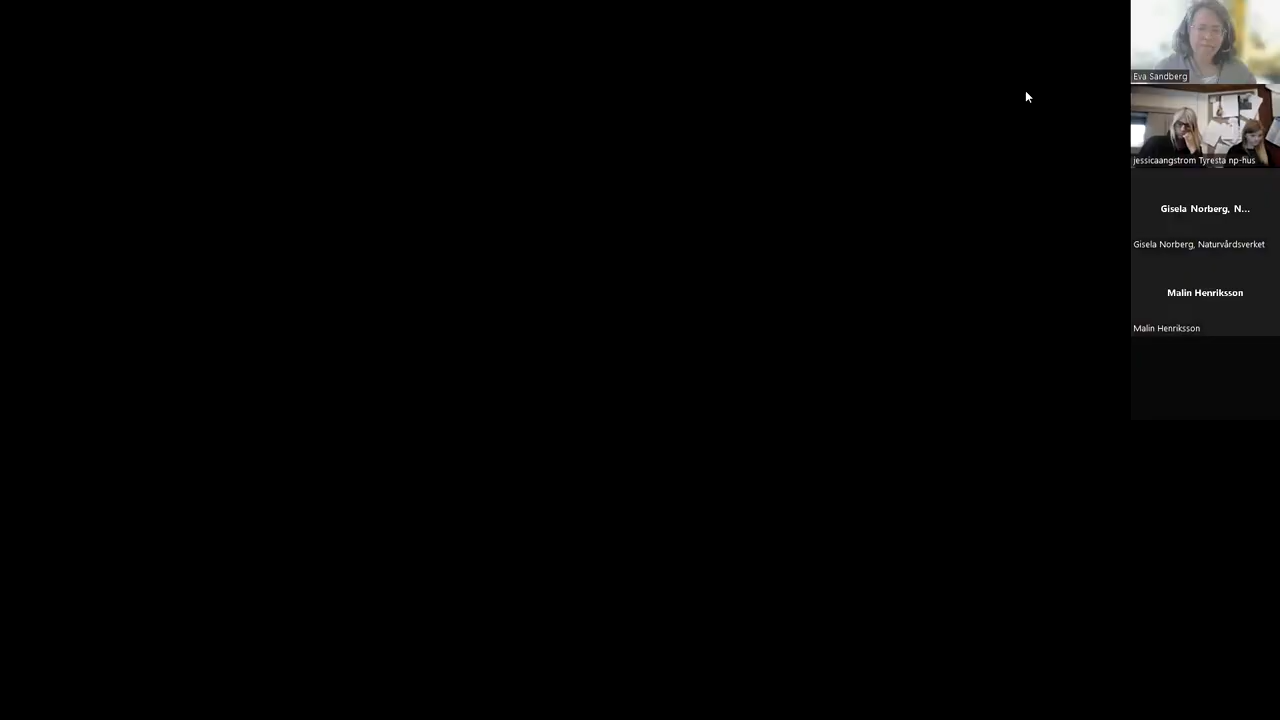 Eva Sandberg
jessicaangstrom Tyresta np-hus
Gisela Norberg, N...
Gisela Norberg, Naturvårdsverket
Malin Henriksson
Malin Henriksson